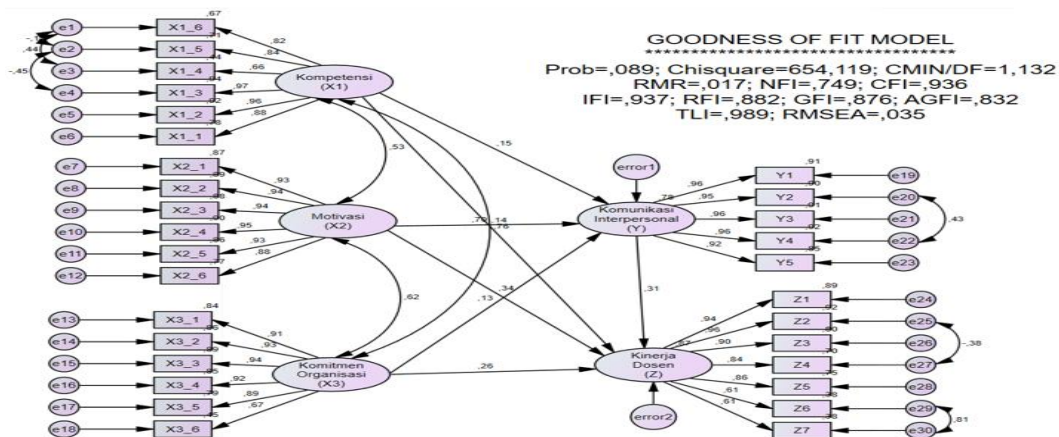 GOODNESS OF FIT MODEL
***********************************
Prob=,089; Chisquare=654,119; CMIN/DF=1,132
RMR=,017; NFI=,749; CFI=,936
IFI=,937; RFI=,882; GFI=,876; AGFI=,832
TLI=,989; RMSEA=,035
e1
X1_6
,67
,82
e2
X1_5
,84
,44
e3
X1_4
,66
-,45
e4
X1_3
,97
e5
X1_2
,96
e6
X1_1
,88
Kompetensi
(X1)
,53
,15
e7
X2_1
,87
,93
e8
X2_2
,94
e9
X2_3
,94
e10
X2_4
,95
e11
X2_5
,93
e12
X2_6
,88
Motivasi
(X2)
,14
,76
,34
,13
,62
e13
X3_1
,84
,91
e14
X3_2
,93
e15
X3_3
,94
e16
X3_4
,92
e17
X3_5
,89
e18
X3_6
,67
Komitmen
Organisasi
(X3)
,26
error1
Komunikasi
Interpersonal
(Y)
,31
Y1
,91
,96
e19
Y2
,95
e20
Y3
,96
e21
Y4
,96
e22
Y5
,92
e23
,43
Kinerja
Dosen
(Z)
error2
Z1
,89
,94
e24
Z2
,96
e25
Z3
,90
e26
Z4
,84
e27
Z5
,86
e28
Z6
,61
e29
Z7
,61
e30
-,38
,81